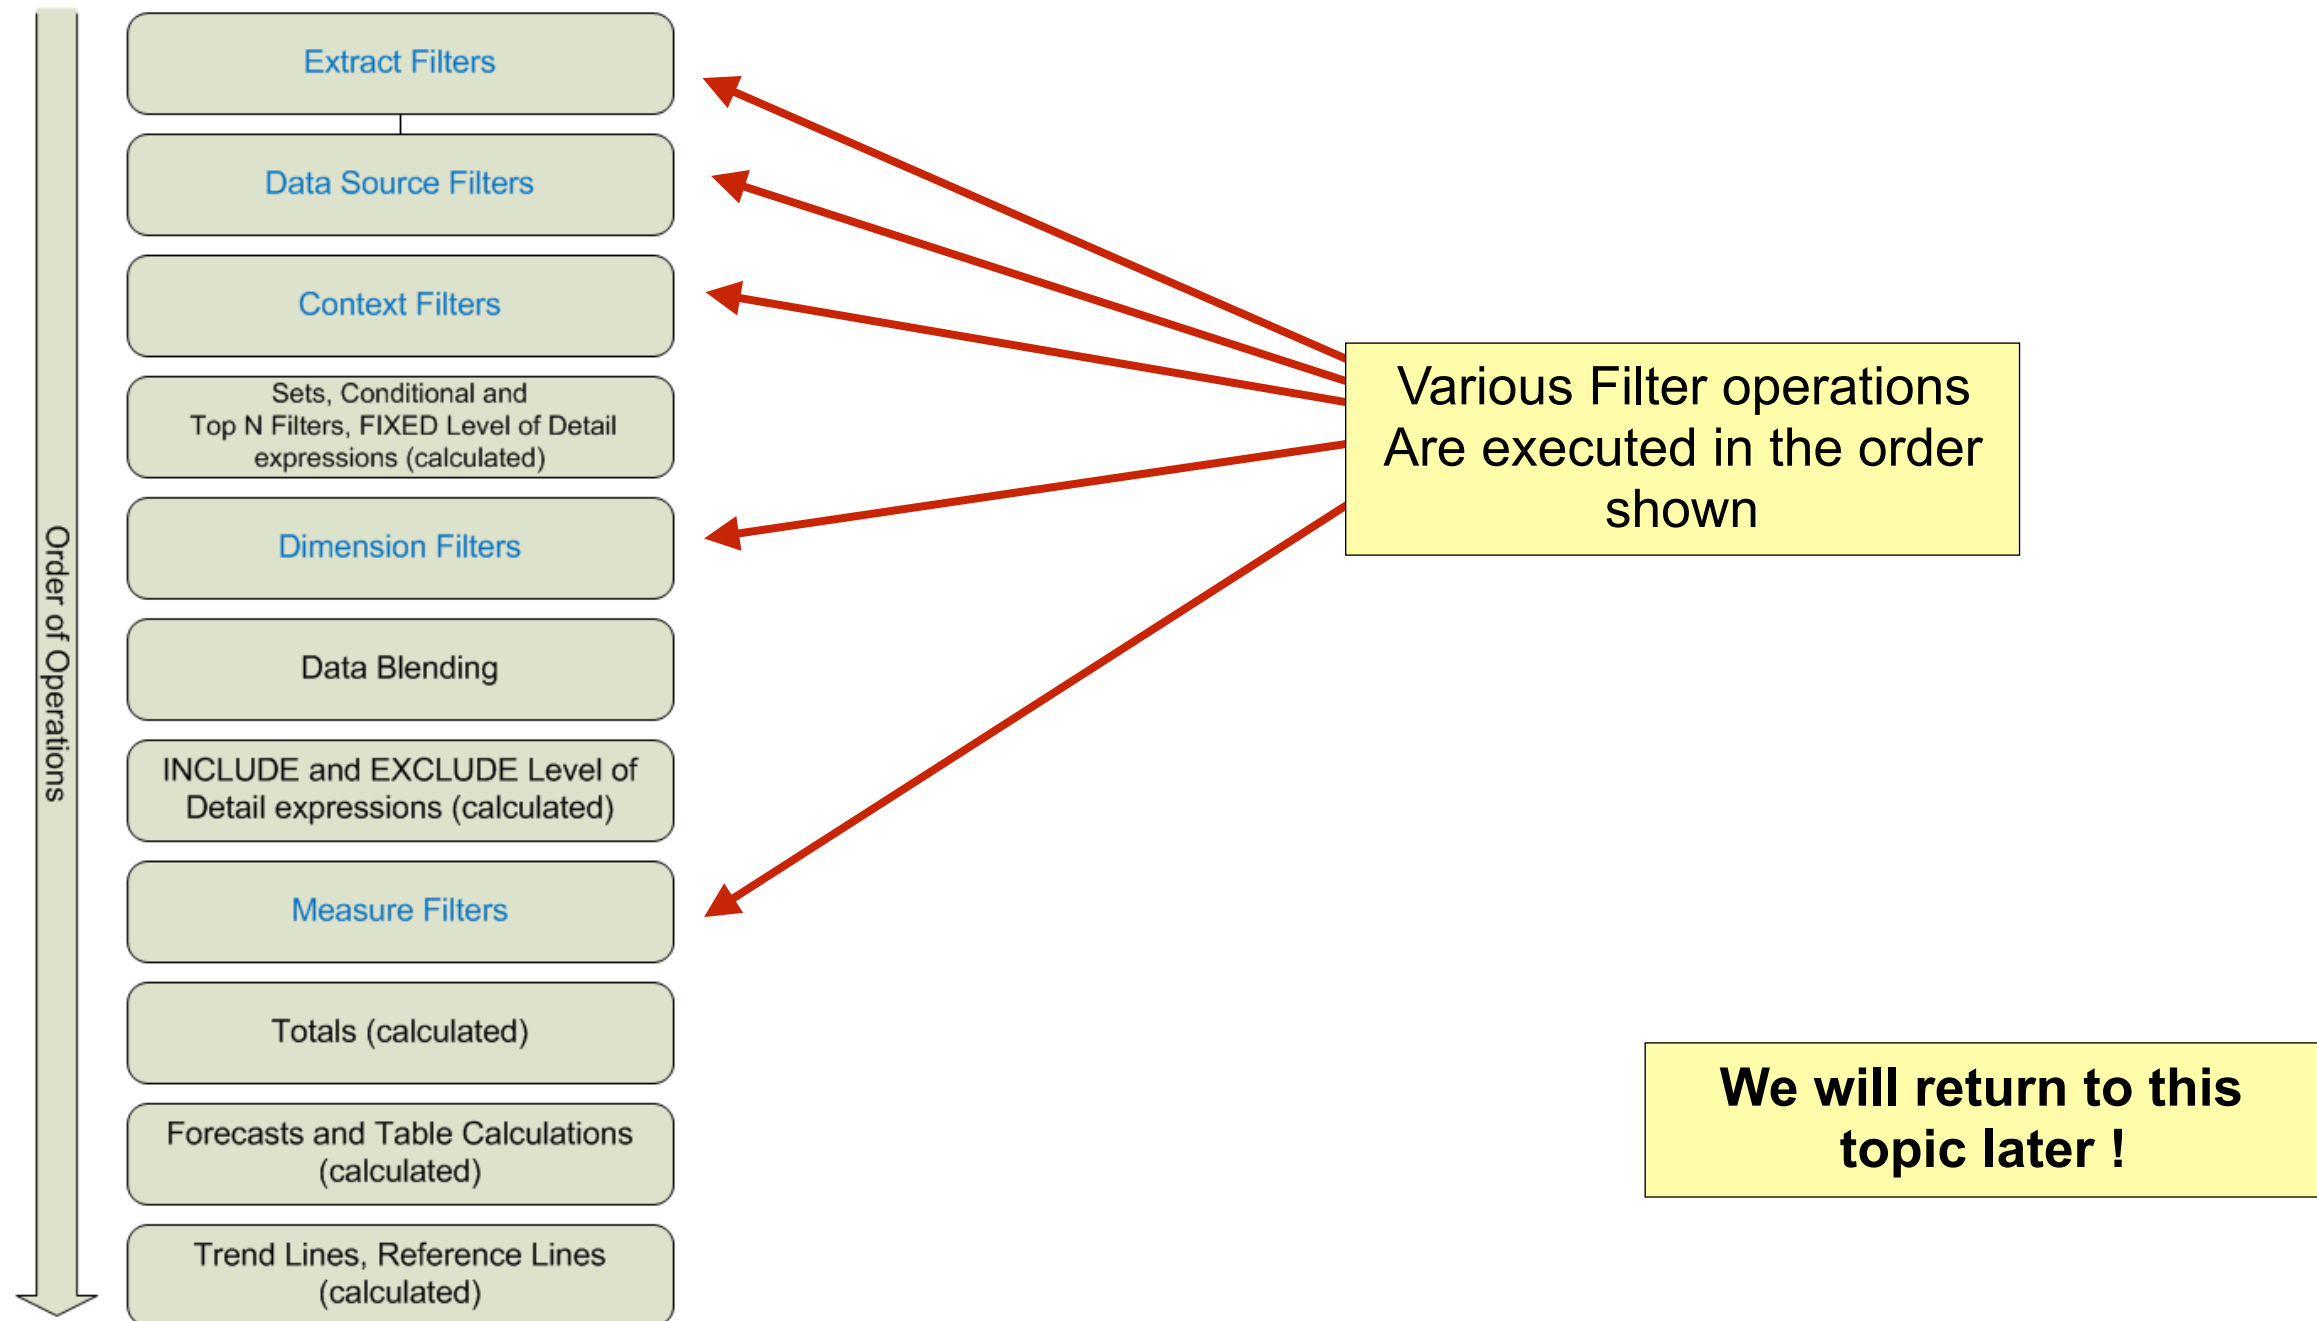 Order of Operations
Extract Filters
Data Source Filters
Context Filters
Sets, Conditional and
Top N Filters, FIXED Level of Detail
expressions (calculated)
Dimension Filters
Data Blending
INCLUDE and EXCLUDE Level of
Detail expressions (calculated)
Measure Filters
Totals (calculated)
Forecasts and Table Calculations
(calculated)
Trend Lines, Reference Lines
(calculated)
Various Filter operations
Are executed in the order
shown
We will return to this
topic later !